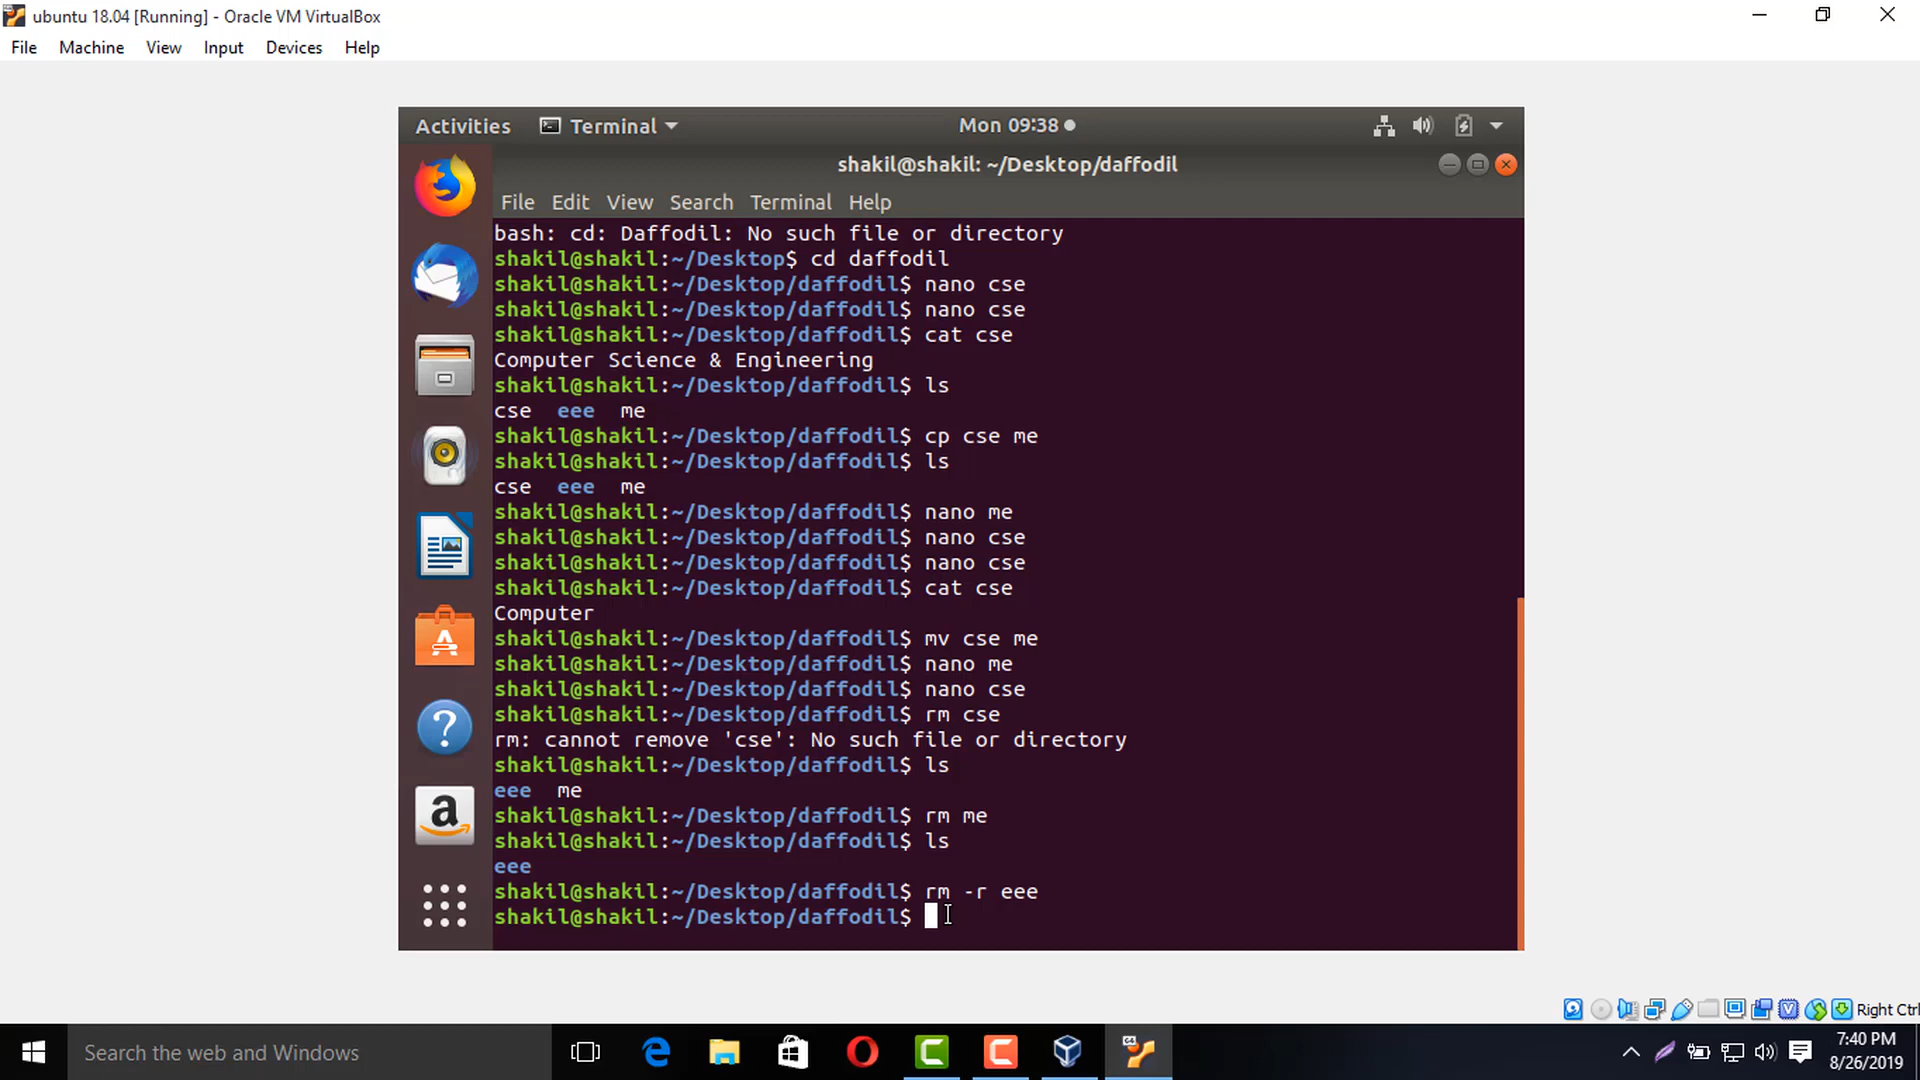 ubuntu 18.04 [Running] - Oracle VM VirtualBox
File Machine View Input Devices Help
Activities Terminal Mon 09:38
shakil@shakil: ~/Desktop/daffodil
File Edit View Search Terminal Help
bash: cd: Daffodil: No such file or directory
shakil@shakil:~/Desktop$ cd daffodil
shakil@shakil:~/Desktop/daffodil$ nano cse
shakil@shakil:~/Desktop/daffodil$ nano cse
shakil@shakil:~/Desktop/daffodil$ cat cse
Computer Science & Engineering
shakil@shakil:~/Desktop/daffodil$ ls
cse eee me
shakil@shakil:~/Desktop/daffodil$ cp cse me
shakil@shakil:~/Desktop/daffodil$ ls
cse eee me
shakil@shakil:~/Desktop/daffodil$ nano me
shakil@shakil:~/Desktop/daffodil$ nano cse
shakil@shakil:~/Desktop/daffodil$ nano cse
shakil@shakil:~/Desktop/daffodil$ cat cse
Computer
shakil@shakil:~/Desktop/daffodil$ mv cse me
shakil@shakil:~/Desktop/daffodil$ nano me
shakil@shakil:~/Desktop/daffodil$ nano cse
shakil@shakil:~/Desktop/daffodil$ rm cse
rm: cannot remove 'cse': No such file or directory
shakil@shakil:~/Desktop/daffodil$ ls
eee me
shakil@shakil:~/Desktop/daffodil$ rm me
shakil@shakil:~/Desktop/daffodil$ ls
eee
shakil@shakil:~/Desktop/daffodil$ rm -r eee
shakil@shakil:~/Desktop/daffodil$
Right Ctrl
Search the web and Windows
7:40 PM
8/26/2019